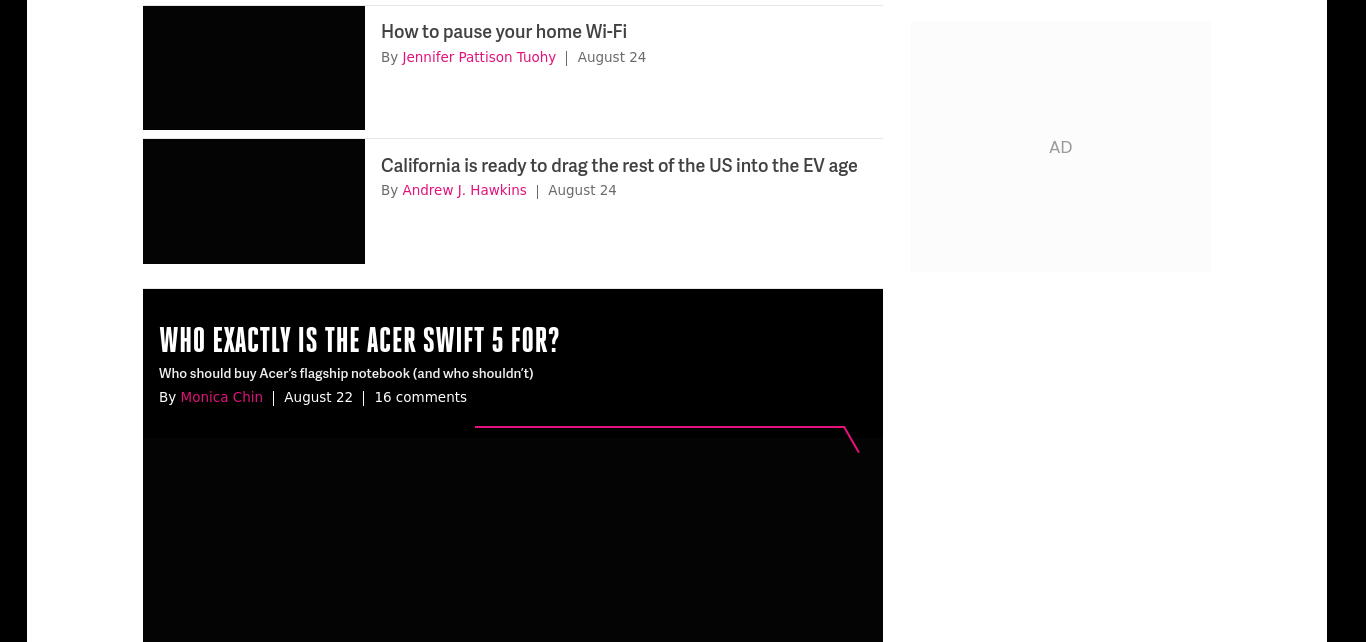 How to pause your home Wi-Fi
By Jennifer Pattison Tuohy | August 24
AD
California is ready to drag the rest of the US into the EV age
By Andrew J. Hawkins | August 24
WHO EXACTLY IS THE ACER SWIFT 5 FOR?
Who should buy Acer’s flagship notebook (and who shouldn’t)
By Monica Chin | August 22 | 16 comments